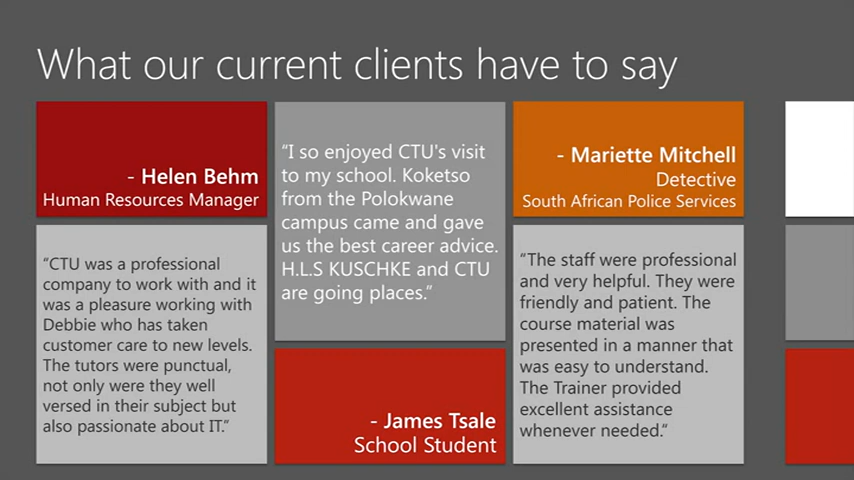 What our current clients have to say
- Helen Behm
Human Resources Manager
“CTU was a professional
company to work with and it
was a pleasure working with
Debbie who has taken
customer care to new levels.
The tutors were punctual,
not only were they well
versed in their subject but
also passionate about IT.”
“I so enjoyed CTU's visit
to my school. Koketso
from the Polokwane
campus came and gave
us the best career advice.
H.L.S KUSCHKE and CTU
are going places.”
- James Tsale
School Student
- Mariette Mitchell
Detective
South African Police Services
“The staff were professional
and very helpful. They were
friendly and patient. The
course material was
presented in a manner that
was easy to understand.
The Trainer provided
excellent assistance
whenever needed.“